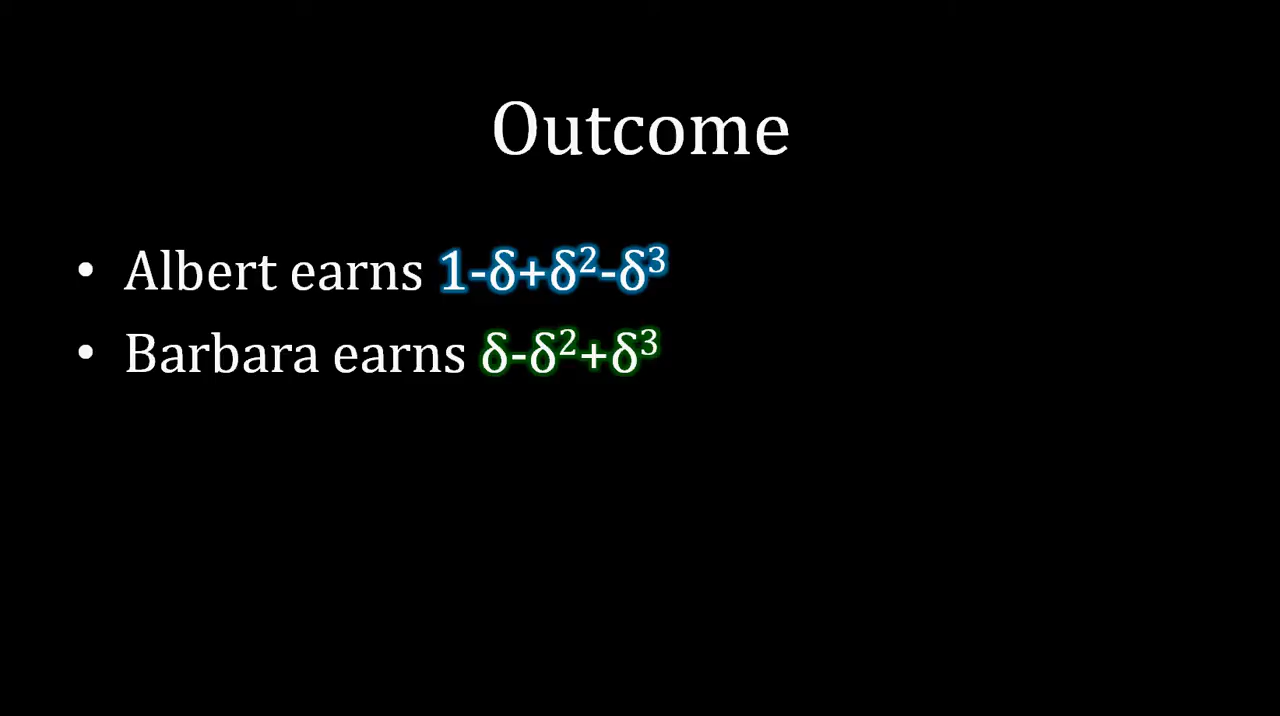 Outcome
• Albert earns 1-δ+δ²-δ³
• Barbara earns δ-δ²+δ³